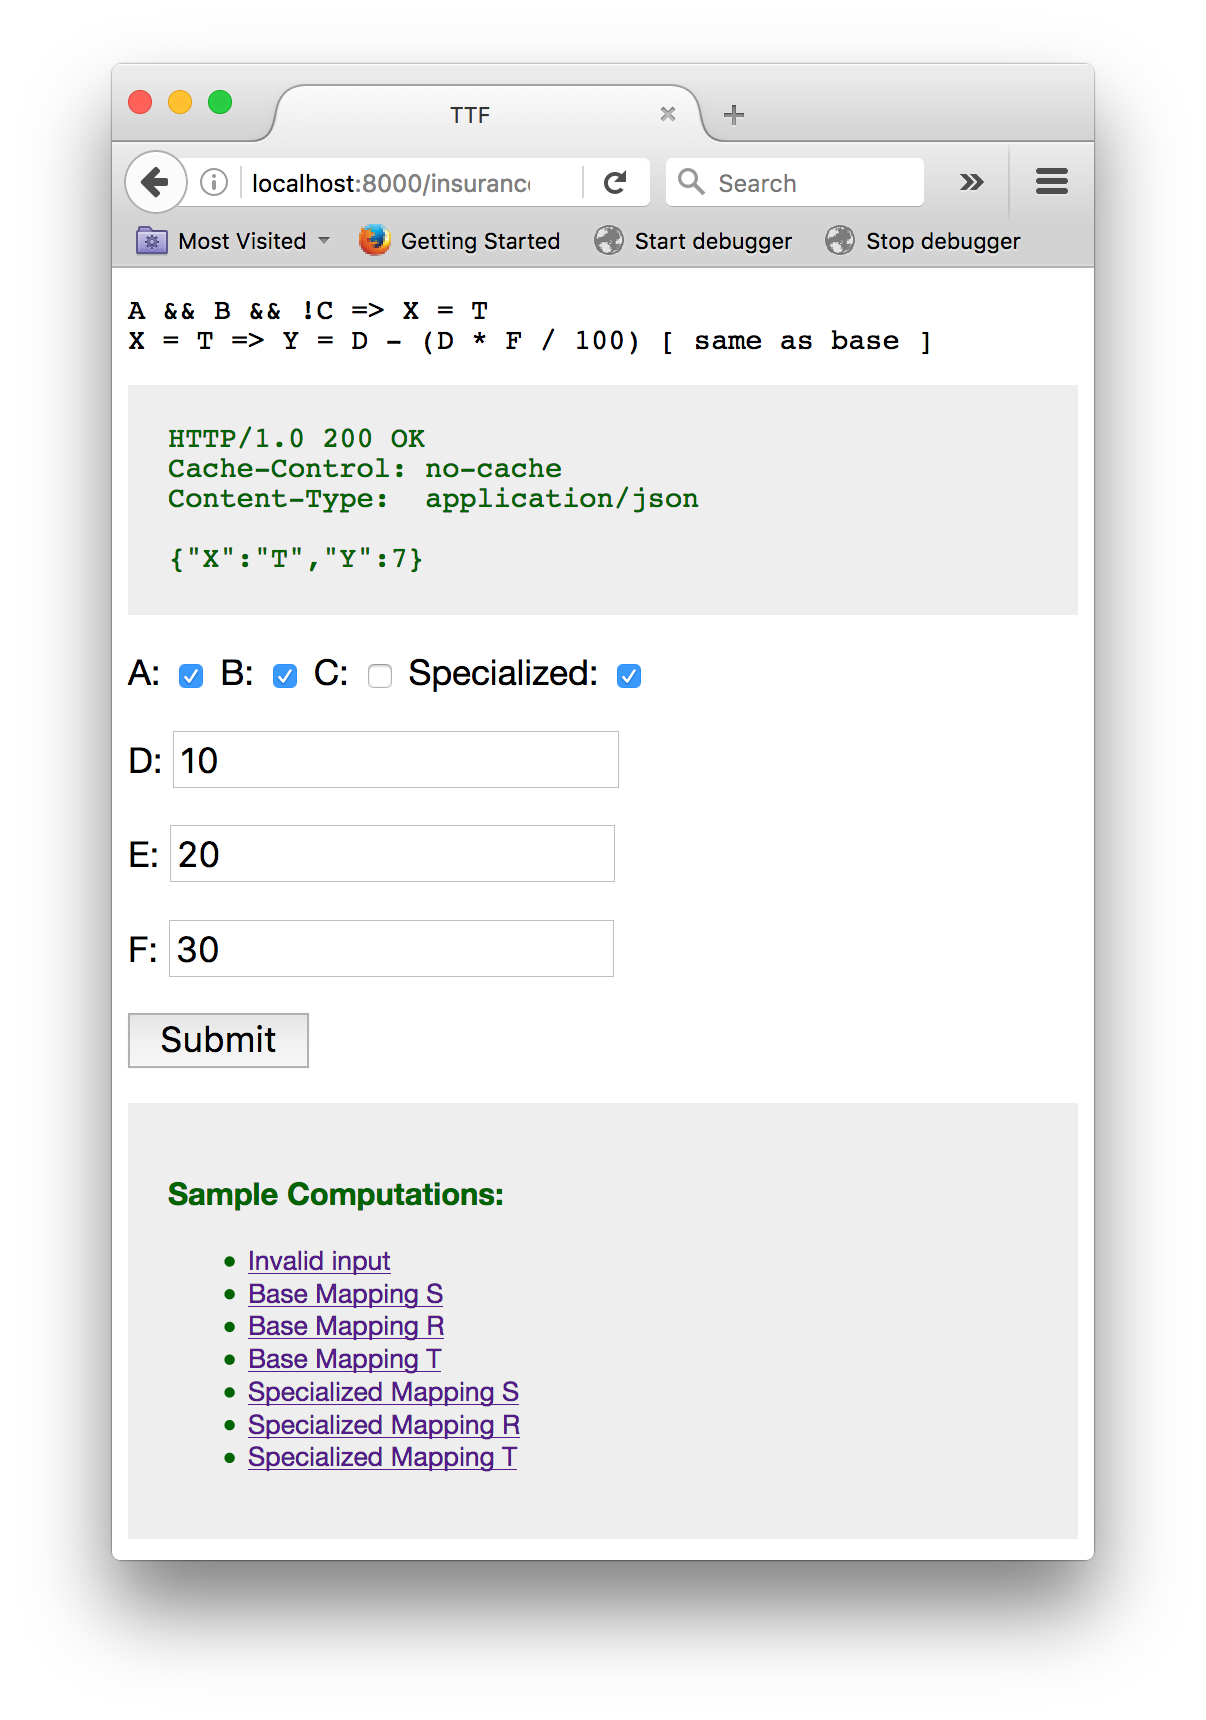 TTF
localhost:8000/insurance
Search
Most Visited Getting Started Start debugger Stop debugger
A && B && !C => X = T
X = T => Y = D - (D * F / 100) [ same as base ]
HTTP/1.0 200 OK
Cache-Control: no-cache
Content-Type:  application/json
{"X":"T","Y":7}
A: B: C: Specialized:
D: 10
E: 20
F: 30
Submit
Sample Computations:
Invalid input
Base Mapping S
Base Mapping R
Base Mapping T
Specialized Mapping S
Specialized Mapping R
Specialized Mapping T